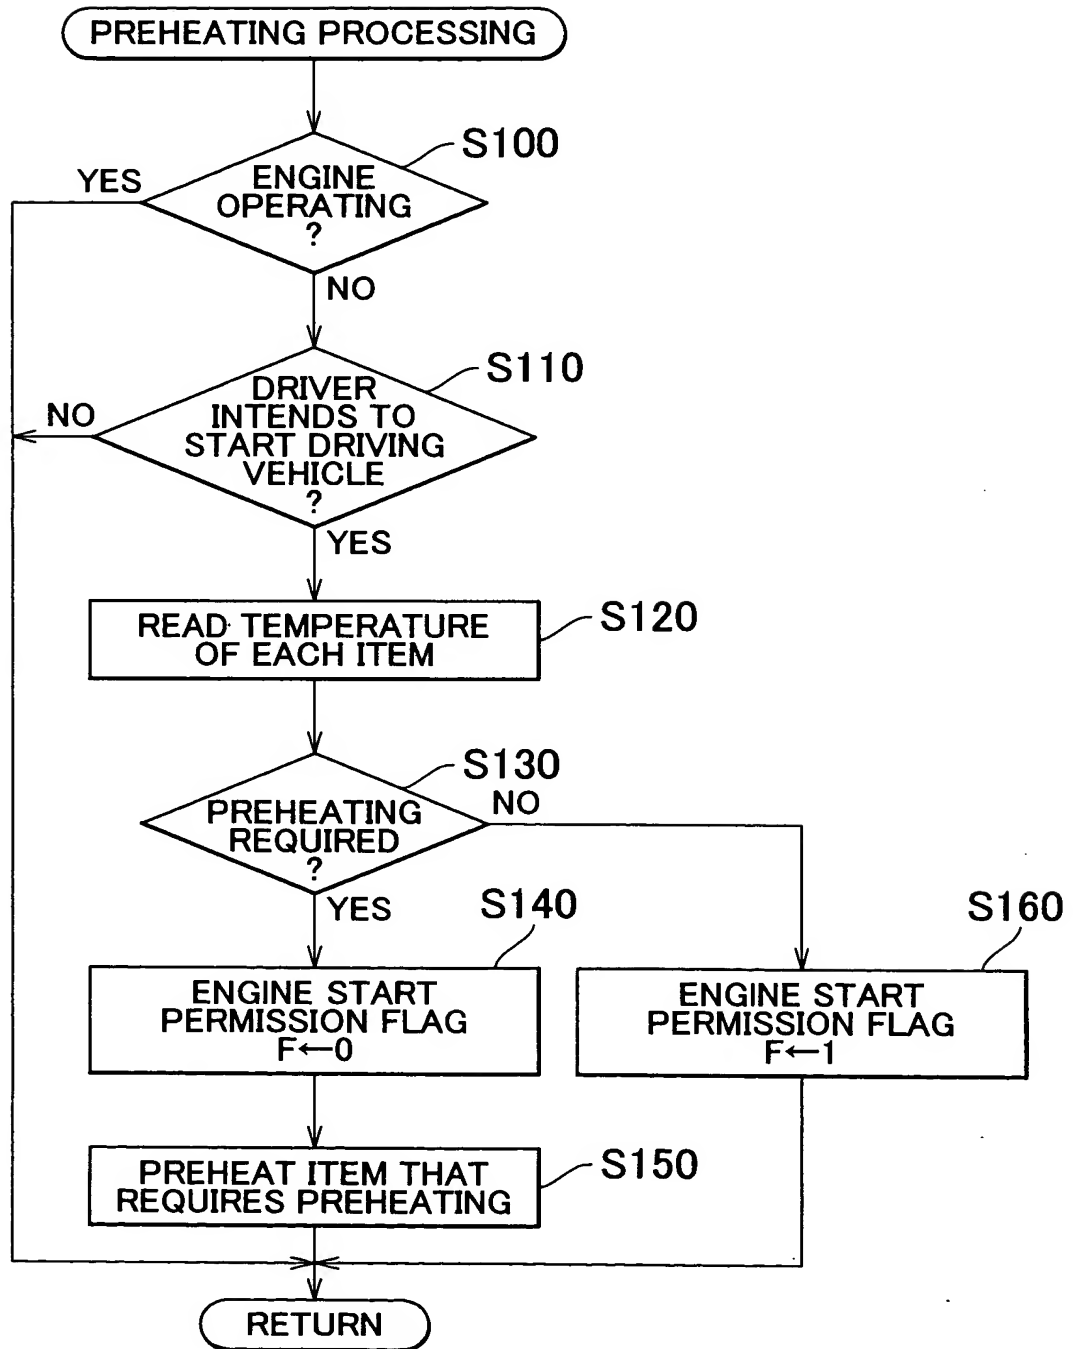 PREHEATING PROCESSING
S100
YES
ENGINE
OPERATING
?
NO
S110
DRIVER
INTENDS TO
START DRIVING
VEHICLE
?
NO
YES
READ TEMPERATURE
OF EACH ITEM
S120
S130
PREHEATING
REQUIRED
?
NO
YES
S140
S160
ENGINE START
PERMISSION FLAG
F←0
ENGINE START
PERMISSION FLAG
F←1
PREHEAT ITEM THAT
REQUIRES PREHEATING
S150
RETURN